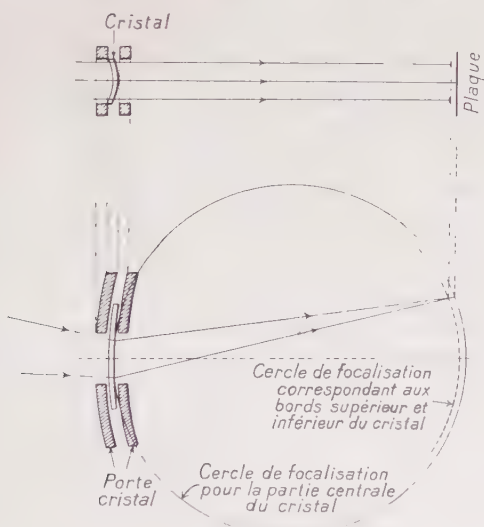 Cristal
Plaque
Cercle de focalisation
correspondant aux
bords supérieur et
inférieur du cristal
Porte
cristal
Cercle de focalisation
pour la partie centrale
du cristal